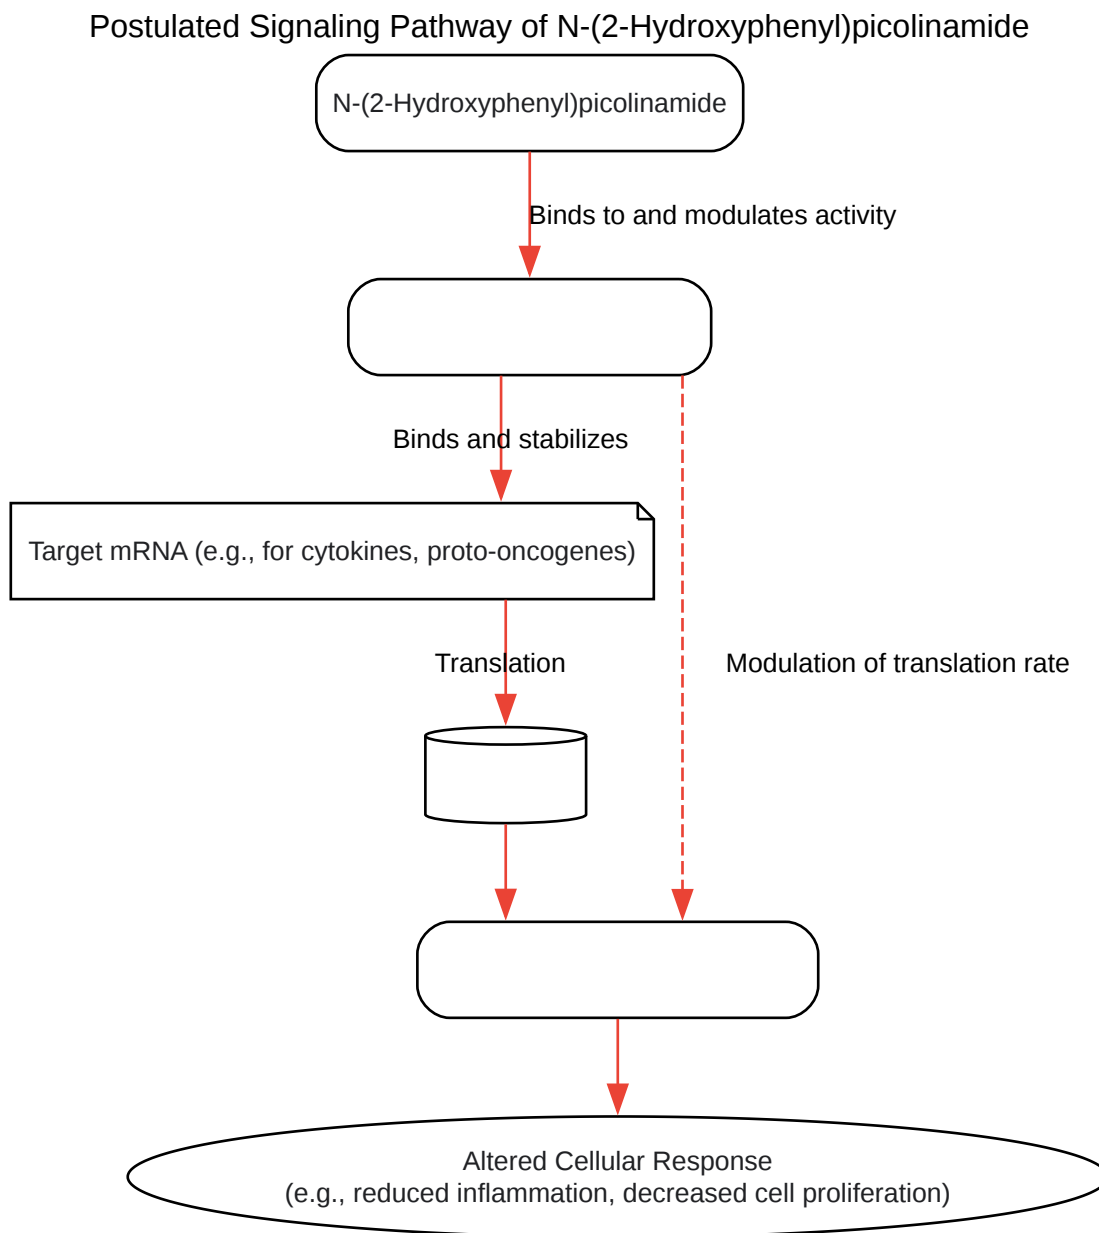 Postulated Signaling Pathway of N-(2-Hydroxyphenyl)picolinamide
N-(2-Hydroxyphenyl)picolinamide
Binds to and modulates activity
Binds and stabilizes
Target mRNA (e.g., for cytokines, proto-oncogenes)
Translation
Modulation of translation rate
Altered Cellular Response
(e.g., reduced inflammation, decreased cell proliferation)